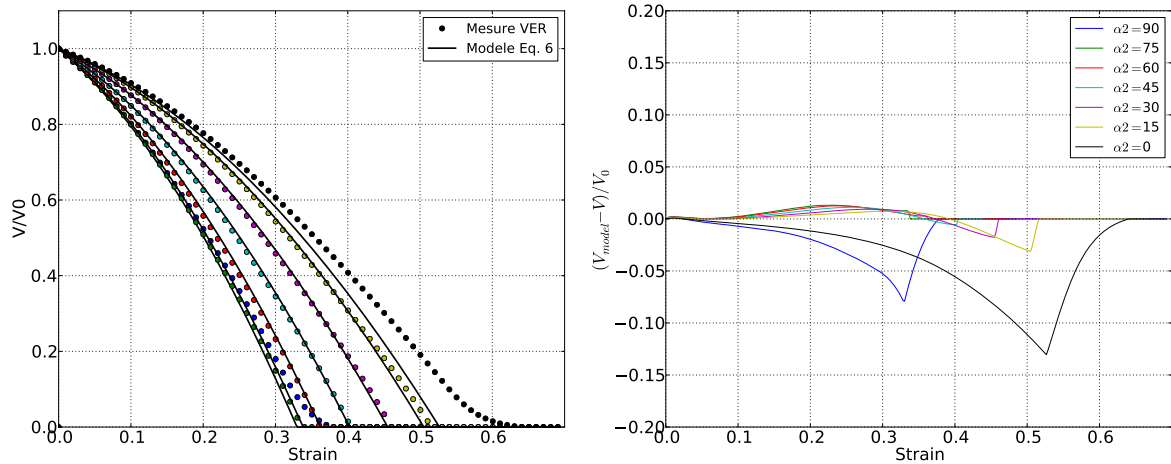 1.0
0.8
0.6
0.4
0.2
0.0
0.0 0.1 0.2 0.3 0.4 0.5 0.6
Strain
V/V0
Mesure VER
Modele Eq. 6
0.20
0.15
0.10
0.05
0.00
−0.05
−0.10
−0.15
−0.20
0.0 0.1 0.2 0.3 0.4 0.5 0.6
Strain
(V_model−V)/V_0
α2=90
α2=75
α2=60
α2=45
α2=30
α2=15
α2=0